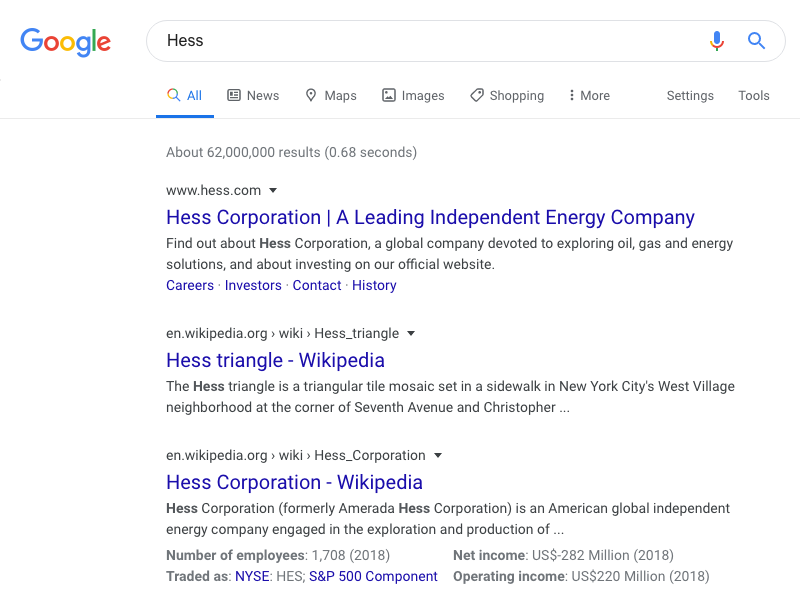 Google
Hess
All News Maps Images Shopping More Settings Tools
About 62,000,000 results (0.68 seconds)
www.hess.com
Hess Corporation | A Leading Independent Energy Company
Find out about Hess Corporation, a global company devoted to exploring oil, gas and energy
solutions, and about investing on our official website.
Careers · Investors · Contact · History
en.wikipedia.org › wiki › Hess_triangle
Hess triangle - Wikipedia
The Hess triangle is a triangular tile mosaic set in a sidewalk in New York City's West Village
neighborhood at the corner of Seventh Avenue and Christopher ...
en.wikipedia.org › wiki › Hess_Corporation
Hess Corporation - Wikipedia
Hess Corporation (formerly Amerada Hess Corporation) is an American global independent
energy company engaged in the exploration and production of ...
Number of employees: 1,708 (2018) Net income: US$-282 Million (2018)
Traded as: NYSE: HES; S&P 500 Component Operating income: US$220 Million (2018)